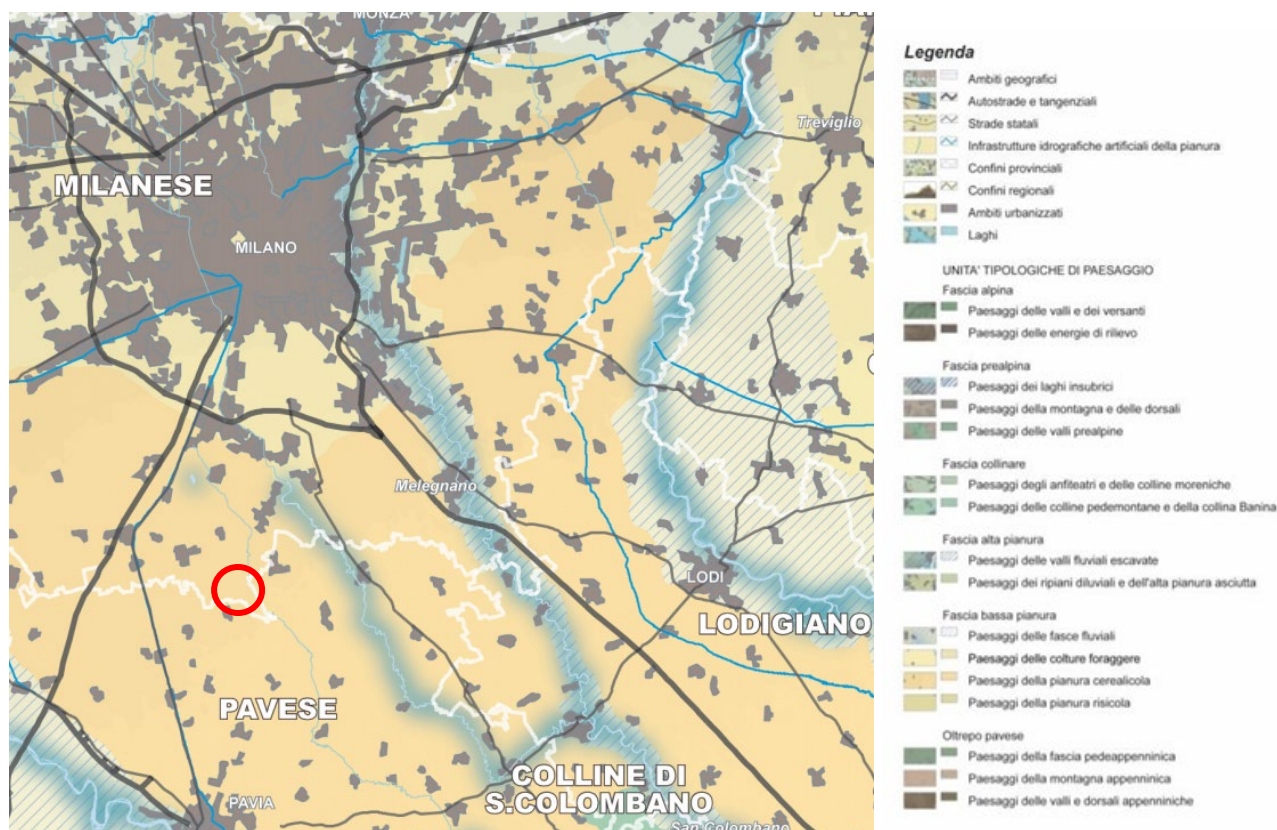 MONZA
Treviglio
MILANESE
MILANO
Melegnano
LODI
LODIGIANO
PAVESE
COLLINE DI
S.COLOMBANO
PAVIA
San Colombano
Legenda
Ambiti geografici
Autostrade e tangenziali
Strade statali
Infrastrutture idrografiche artificiali della pianura
Confini provinciali
Confini regionali
Ambiti urbanizzati
Laghi
UNITA' TIPOLOGICHE DI PAESAGGIO
Fascia alpina
Paesaggi delle valli e dei versanti
Paesaggi delle energie di rilievo
Fascia prealpina
Paesaggi dei laghi insubrici
Paesaggi della montagna e delle dorsali
Paesaggi delle valli prealpine
Fascia collinare
Paesaggi degli anfiteatri e delle colline moreniche
Paesaggi delle colline pedemontane e della collina Banina
Fascia alta pianura
Paesaggi delle valli fluviali escavate
Paesaggi dei ripiani diluviali e dell'alta pianura asciutta
Fascia bassa pianura
Paesaggi delle fasce fluviali
Paesaggi delle colture foraggere
Paesaggi della pianura cerealicola
Paesaggi della pianura risicola
Oltrepo pavese
Paesaggi della fascia pedeappenninica
Paesaggi della montagna appenninica
Paesaggi delle valli e dorsali appenniniche